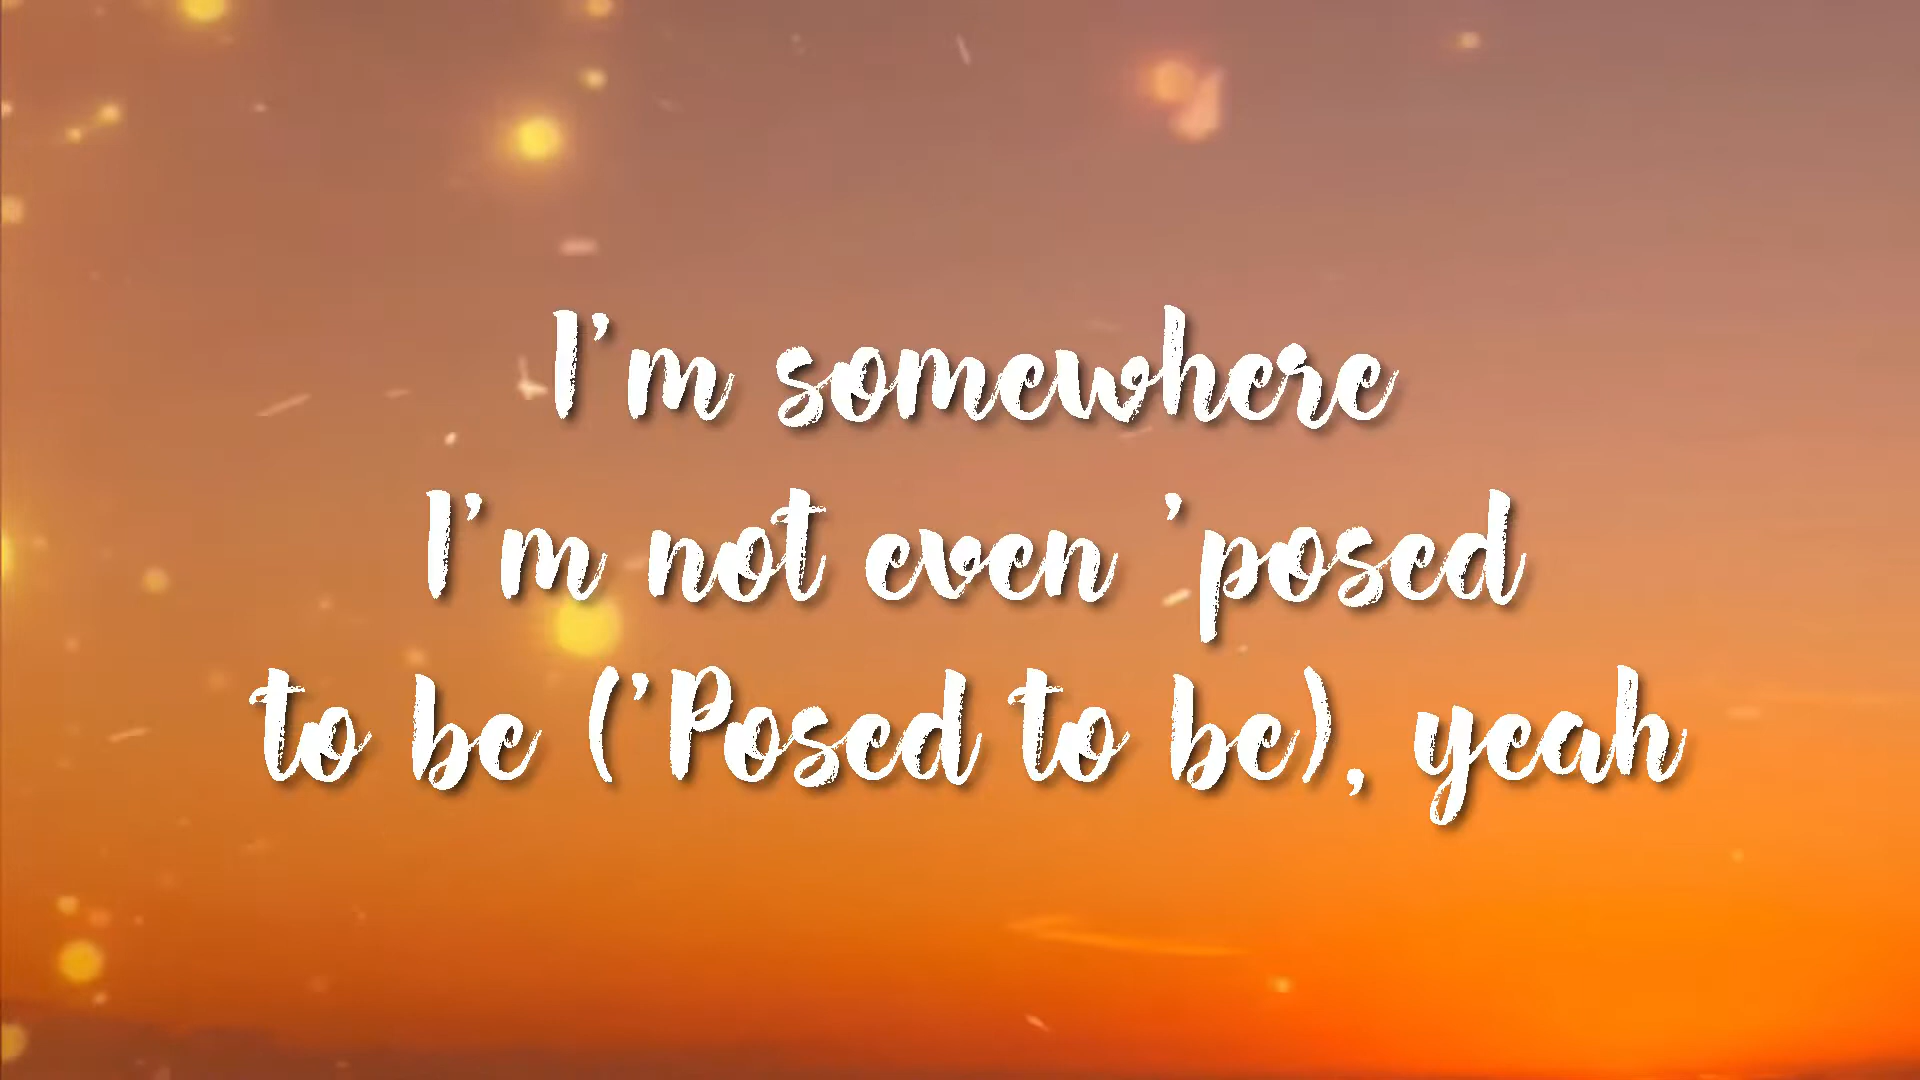 I'm somewhere
I'm not even 'posed
to be ('Posed to be), yeah